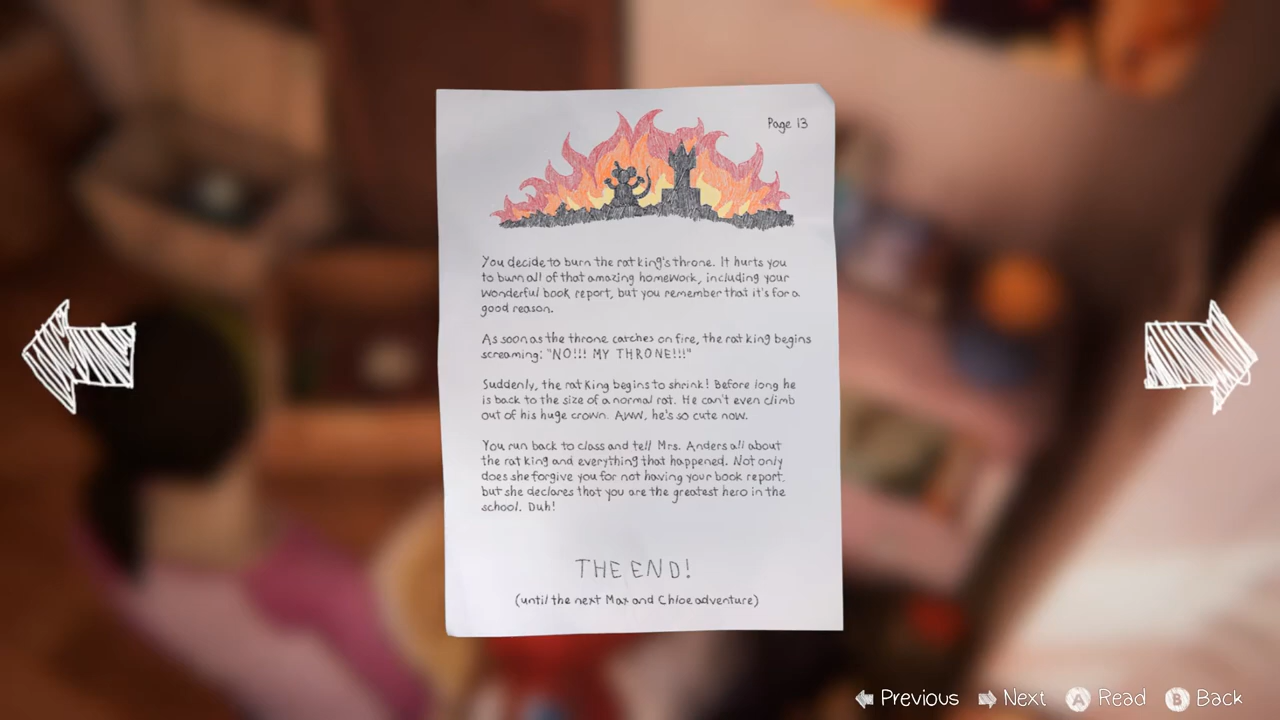 Page 13
You decide to burn the rat king's throne. It hurts you
to burn all of that amazing homework, including your
wonderful book report, but you remember that it's for a
good reason.
As soon as the throne catches on fire, the rat king begins
screaming: "NO!!! MY THRONE!!!"
Suddenly, the rat king begins to shrink! Before long he
is back to the size of a normal rat. He can't even climb
out of his huge crown. Aww, he's so cute now.
You run back to class and tell Mrs. Anders all about
the rat king and everything that happened. Not only
does she forgive you for not having your book report,
but she declares that you are the greatest hero in the
school. Duh!
THE END!
(until the next Max and Chloe adventure)
Previous Next A Read B Back